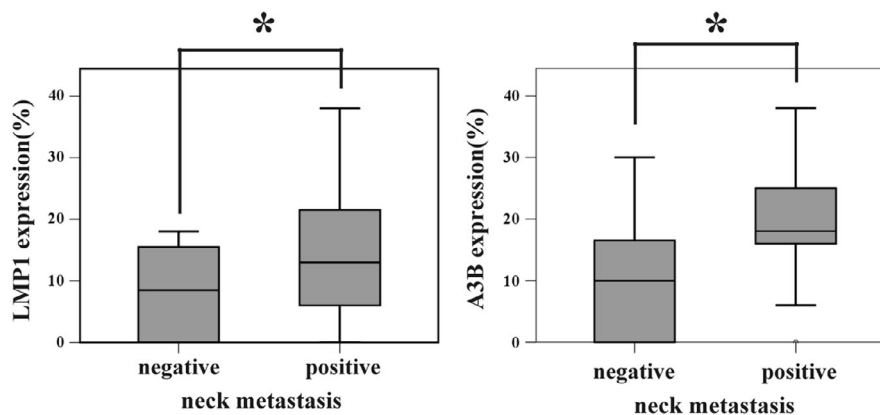 *
LMP1 expression(%)
40
30
20
10
0
negative positive
neck metastasis
*
A3B expression(%)
40
30
20
10
0
negative positive
neck metastasis